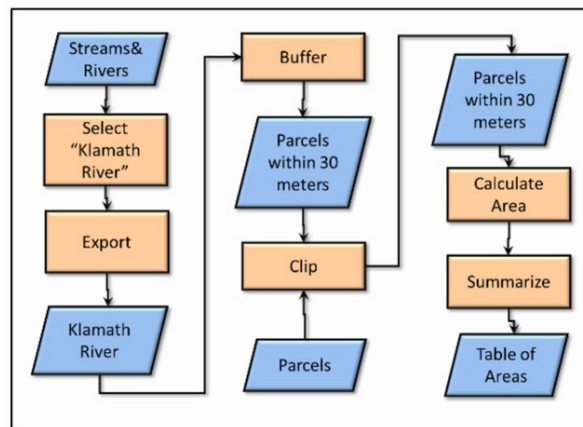 Streams&
Rivers
Select
"Klamath
River"
Export
Klamath
River
Buffer
Parcels
within 30
meters
Clip
Parcels
Parcels
within 30
meters
Calculate
Area
Summarize
Table of
Areas